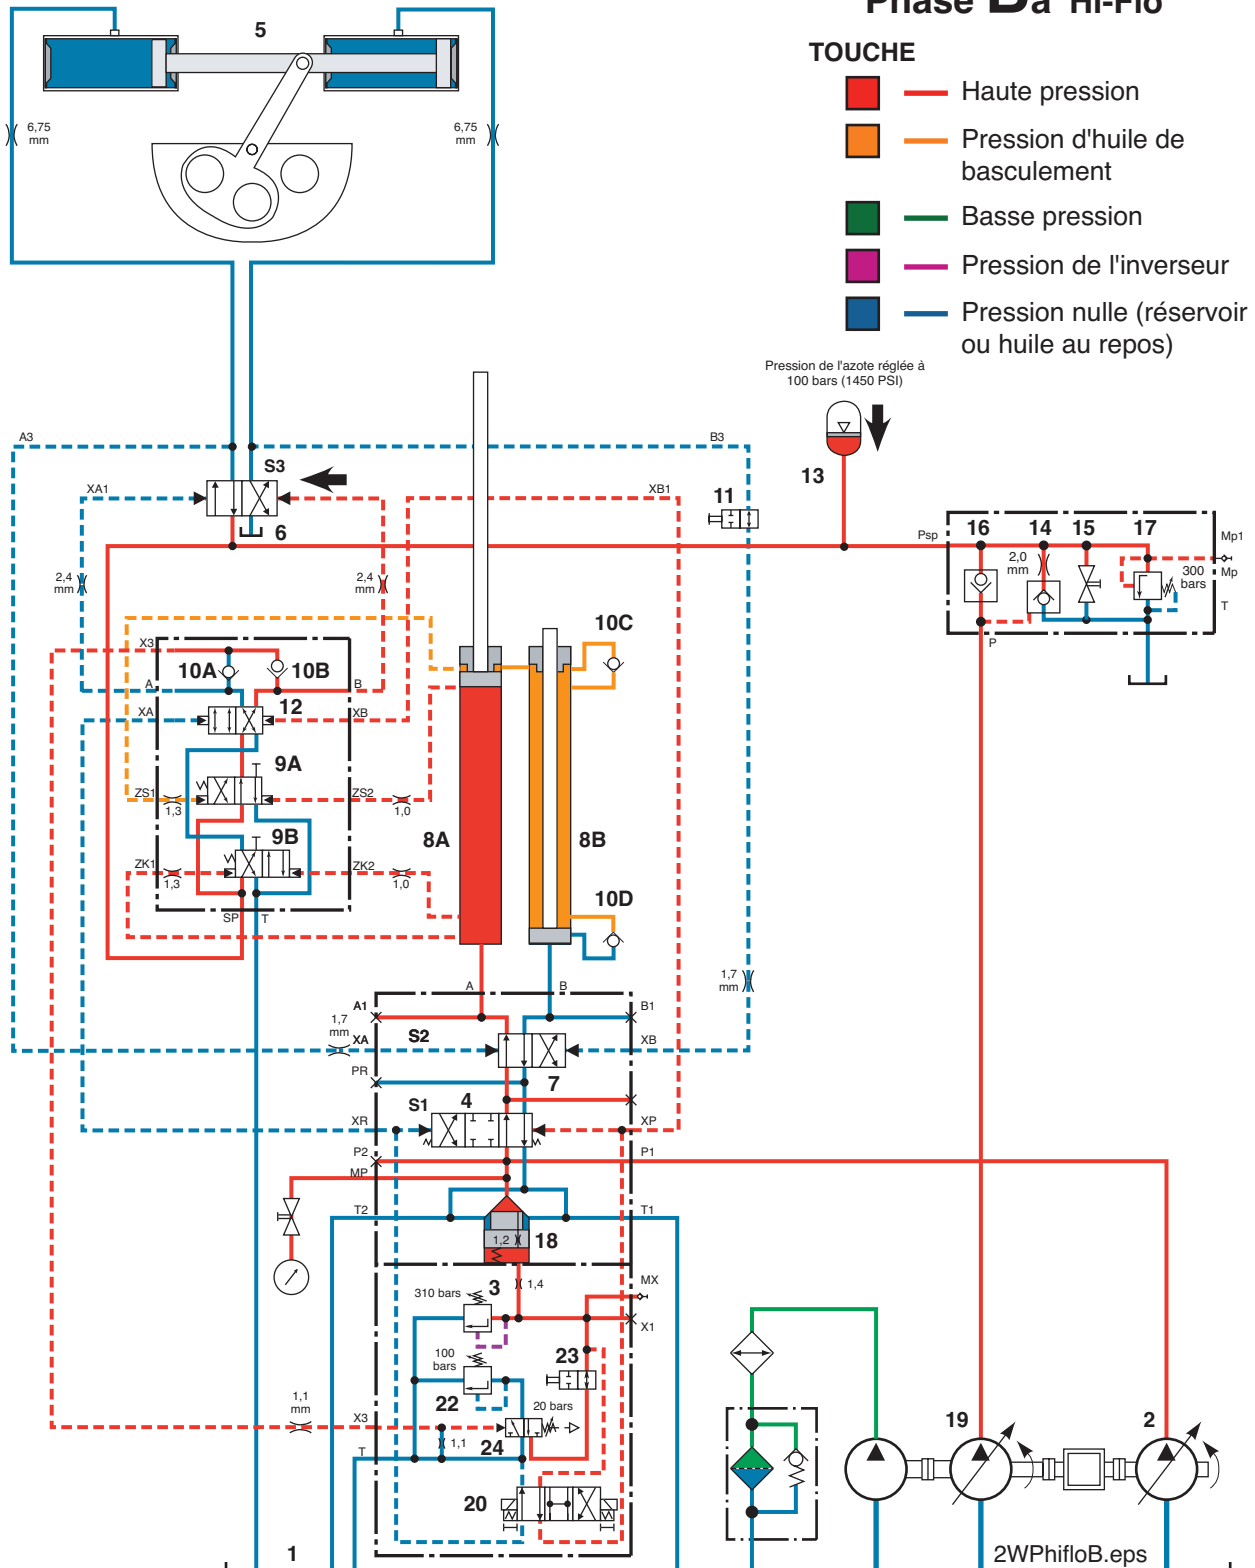 Phase Ba Hi-Flo
TOUCHE
Haute pression
Pression d'huile de
basculement
Basse pression
Pression de l'inverseur
Pression nulle (réservoir
ou huile au repos)
5
6,75
mm
6,75
mm
Pression de l'azote réglée à
100 bars (1450 PSI)
A3
B3
S3
13
XA1
XB1
11
6
Psp
16
14
15
17
Mp1
2,0
mm
300
bars
Mp
T
P
2,4
mm
2,4
mm
10C
X3
10A
10B
A
B
12
XA
XB
9A
ZS1
1,3
ZS2
1,0
9B
8A
8B
ZK1
1,3
ZK2
1,0
10D
SP
T
1,7
mm
A
B
A1
B1
1,7
mm
XA
S2
XB
PR
7
4
S1
XR
XP
P2
P1
MP
T2
T1
1,2
18
MX
3
1,4
310 bars
X1
100
bars
23
22
20 bars
1,1
mm
X3
1,1
24
T
19
2
20
1
2WPhifloB.eps